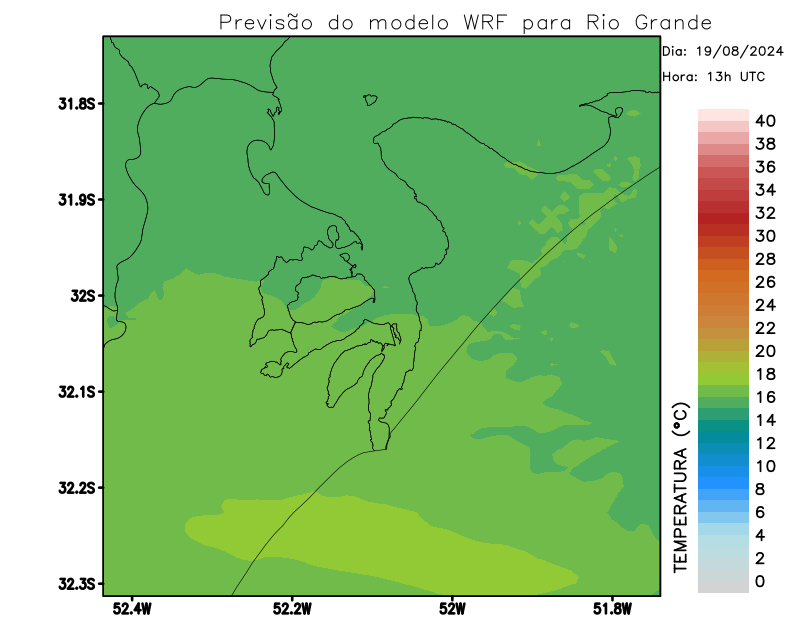 Previsão do modelo WRF para Rio Grande
Dia: 19/08/2024
Hora: 13h UTC
31.8S
31.9S
32S
32.1S
32.2S
32.3S
52.4W
52.2W
52W
51.8W
TEMPERATURA (°C)
40
38
36
34
32
30
28
26
24
22
20
18
16
14
12
10
8
6
4
2
0